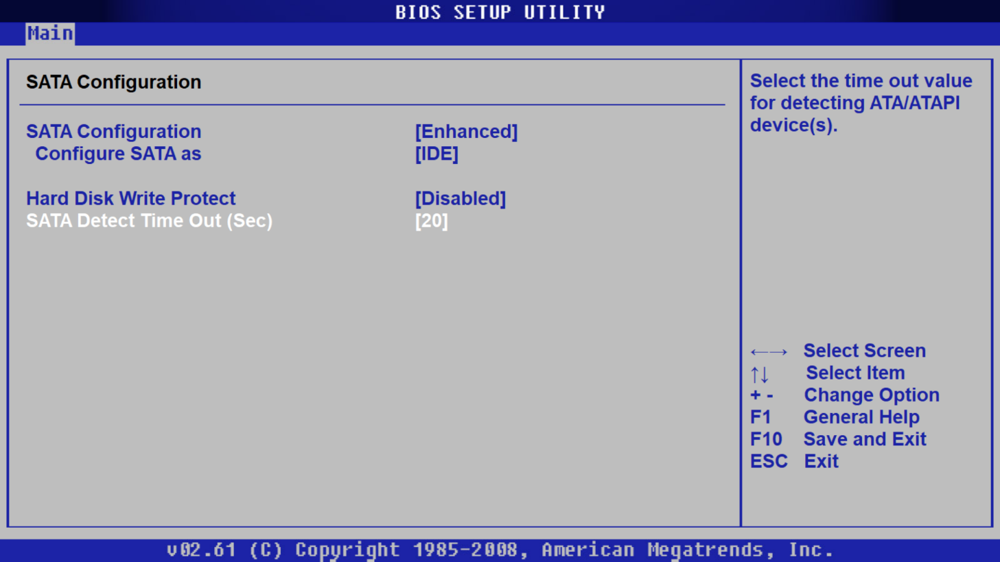 BIOS SETUP UTILITY
Main
SATA Configuration
SATA Configuration [Enhanced]
Configure SATA as [IDE]
Hard Disk Write Protect [Disabled]
SATA Detect Time Out (Sec) [20]
Select the time out value
for detecting ATA/ATAPI
device(s).
←→ Select Screen
↑↓ Select Item
+ - Change Option
F1 General Help
F10 Save and Exit
ESC Exit
v02.61 (C) Copyright 1985-2008, American Megatrends, Inc.